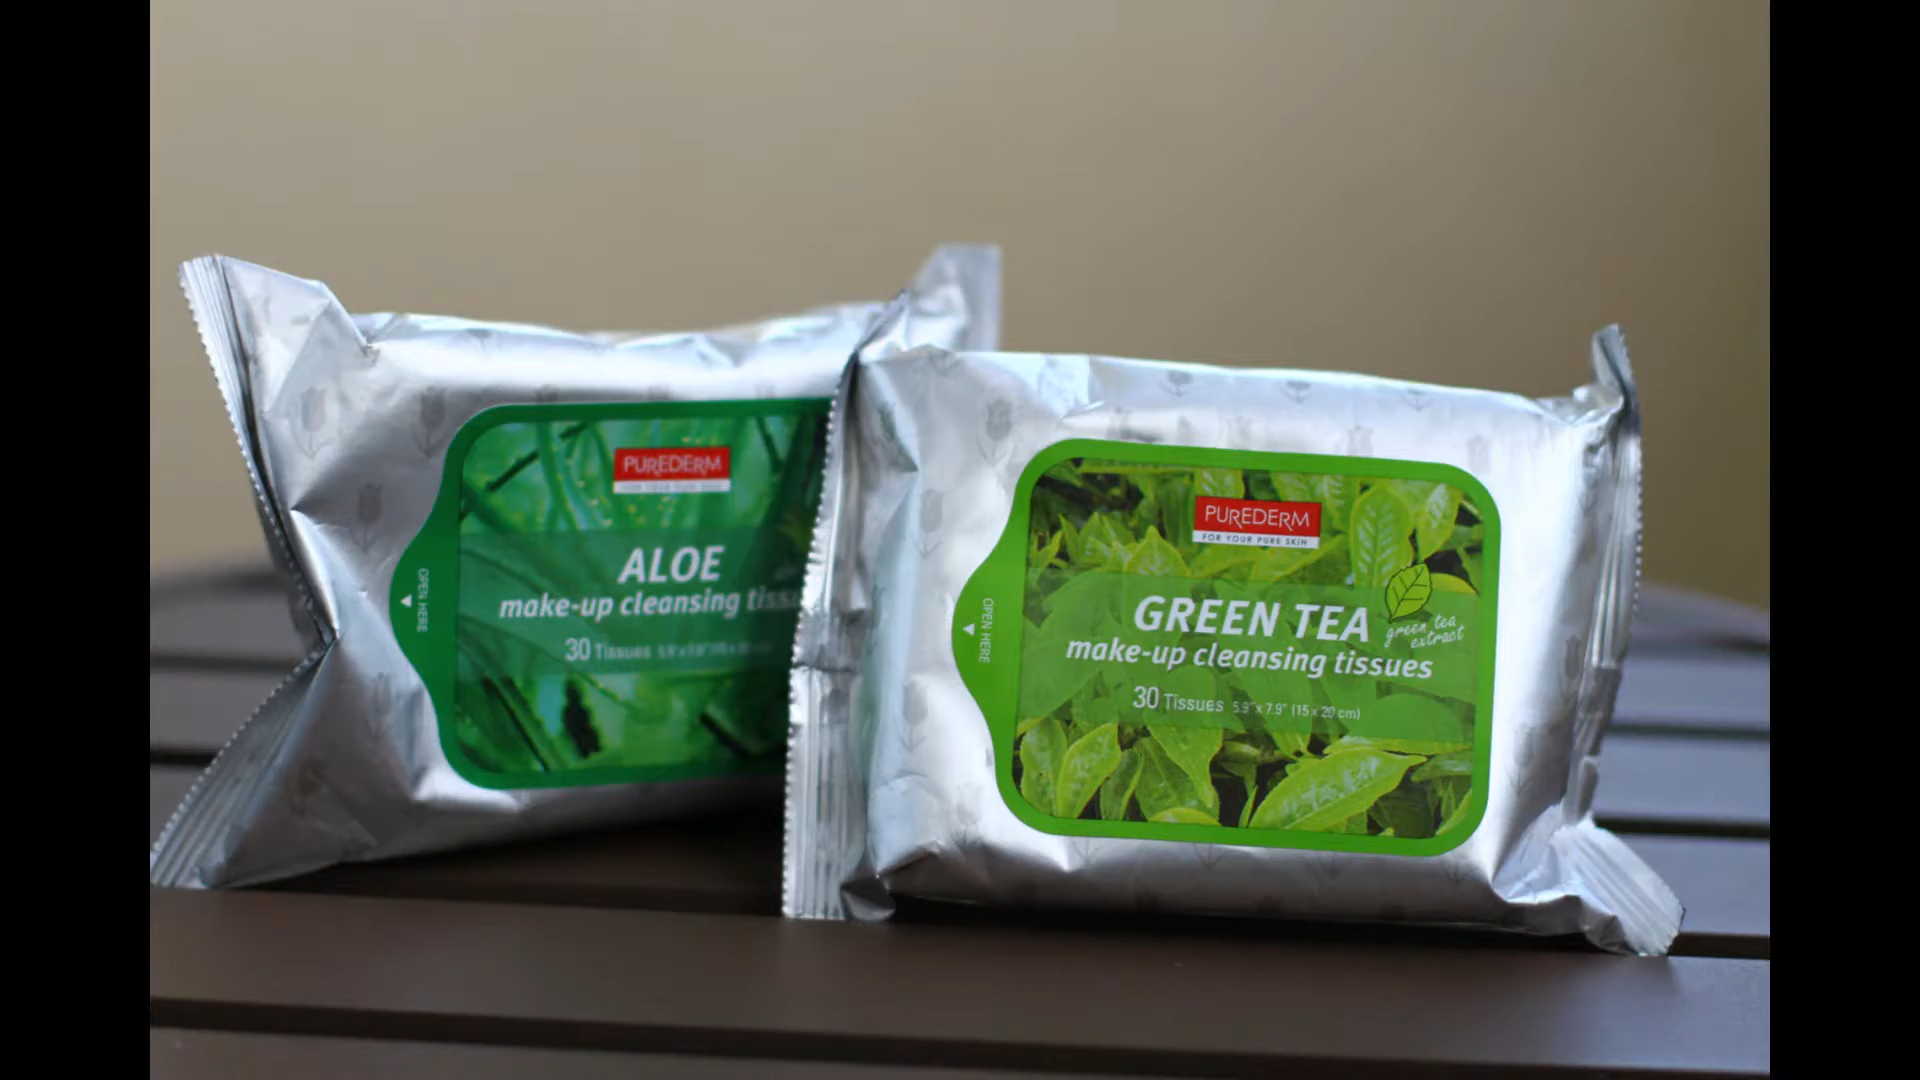 PUREDERM
ALOE
make-up cleansing
30 Tissues
OPEN HERE
PUREDERM
FOR YOUR PURE SKIN
GREEN TEA
green tea
extract
make-up cleansing tissues
30 Tissues 5.9" x 7.9" (15 x 20 cm)
OPEN HERE